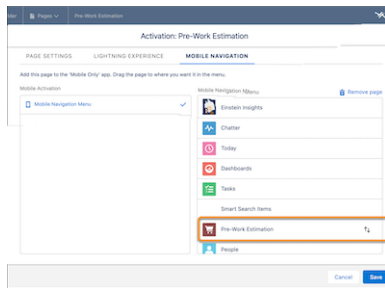 Pages
Pre-Work Estimation
Activation: Pre-Work Estimation
PAGE SETTINGS
LIGHTNING EXPERIENCE
MOBILE NAVIGATION
Add this page to the 'Mobile Only' app. Drag the page to where you want it in the menu.
Mobile Activation
Mobile Navigation Menu
Mobile Navigation Menu
Remove page
Einstein Insights
Chatter
Today
Dashboards
Tasks
Smart Search Items
Pre-Work Estimation
People
Cancel
Save